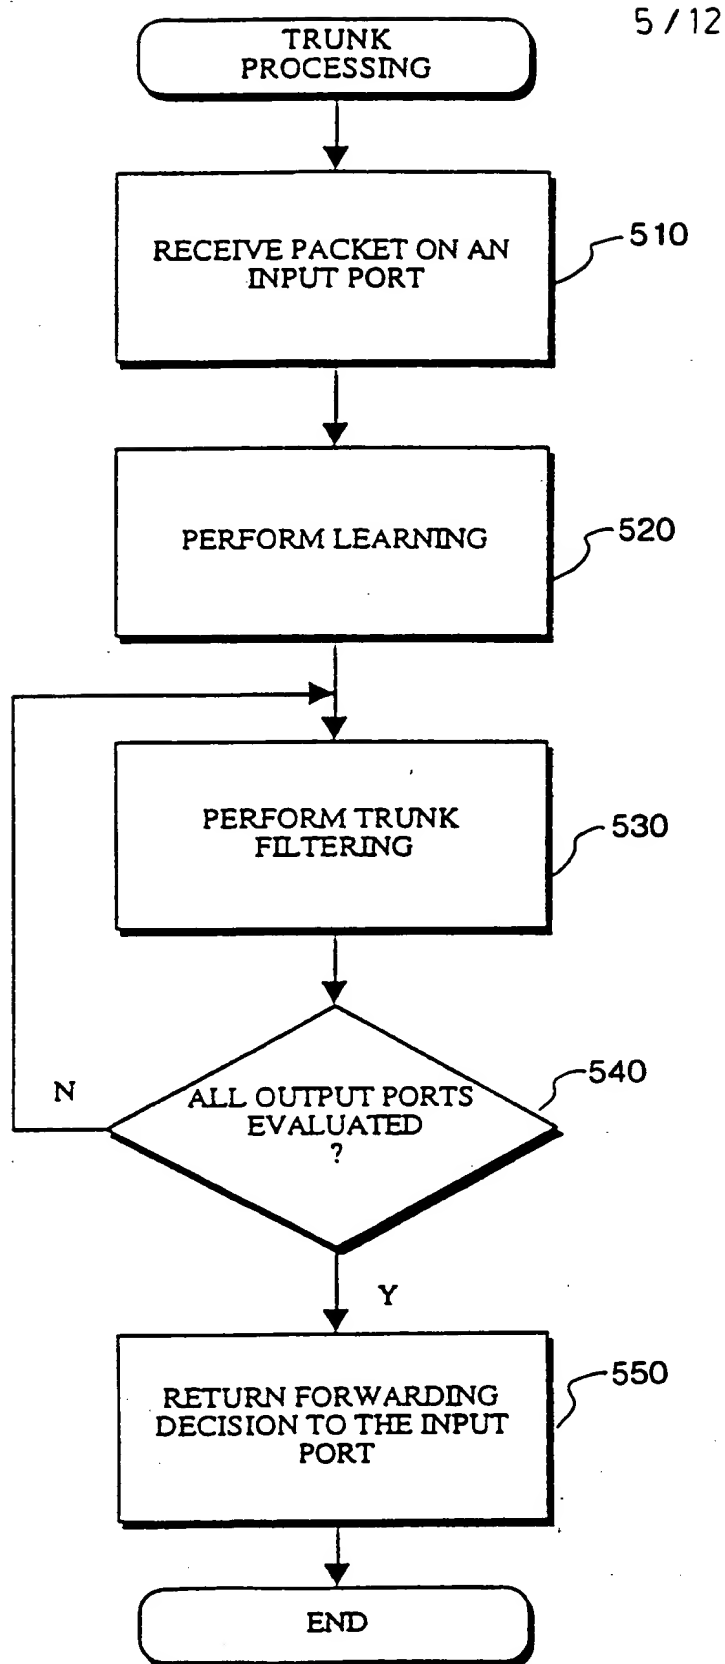 5/12
TRUNK
PROCESSING
RECEIVE PACKET ON AN
INPUT PORT
510
PERFORM LEARNING
520
PERFORM TRUNK
FILTERING
530
ALL OUTPUT PORTS
EVALUATED
?
540
N
Y
RETURN FORWARDING
DECISION TO THE INPUT
PORT
550
END